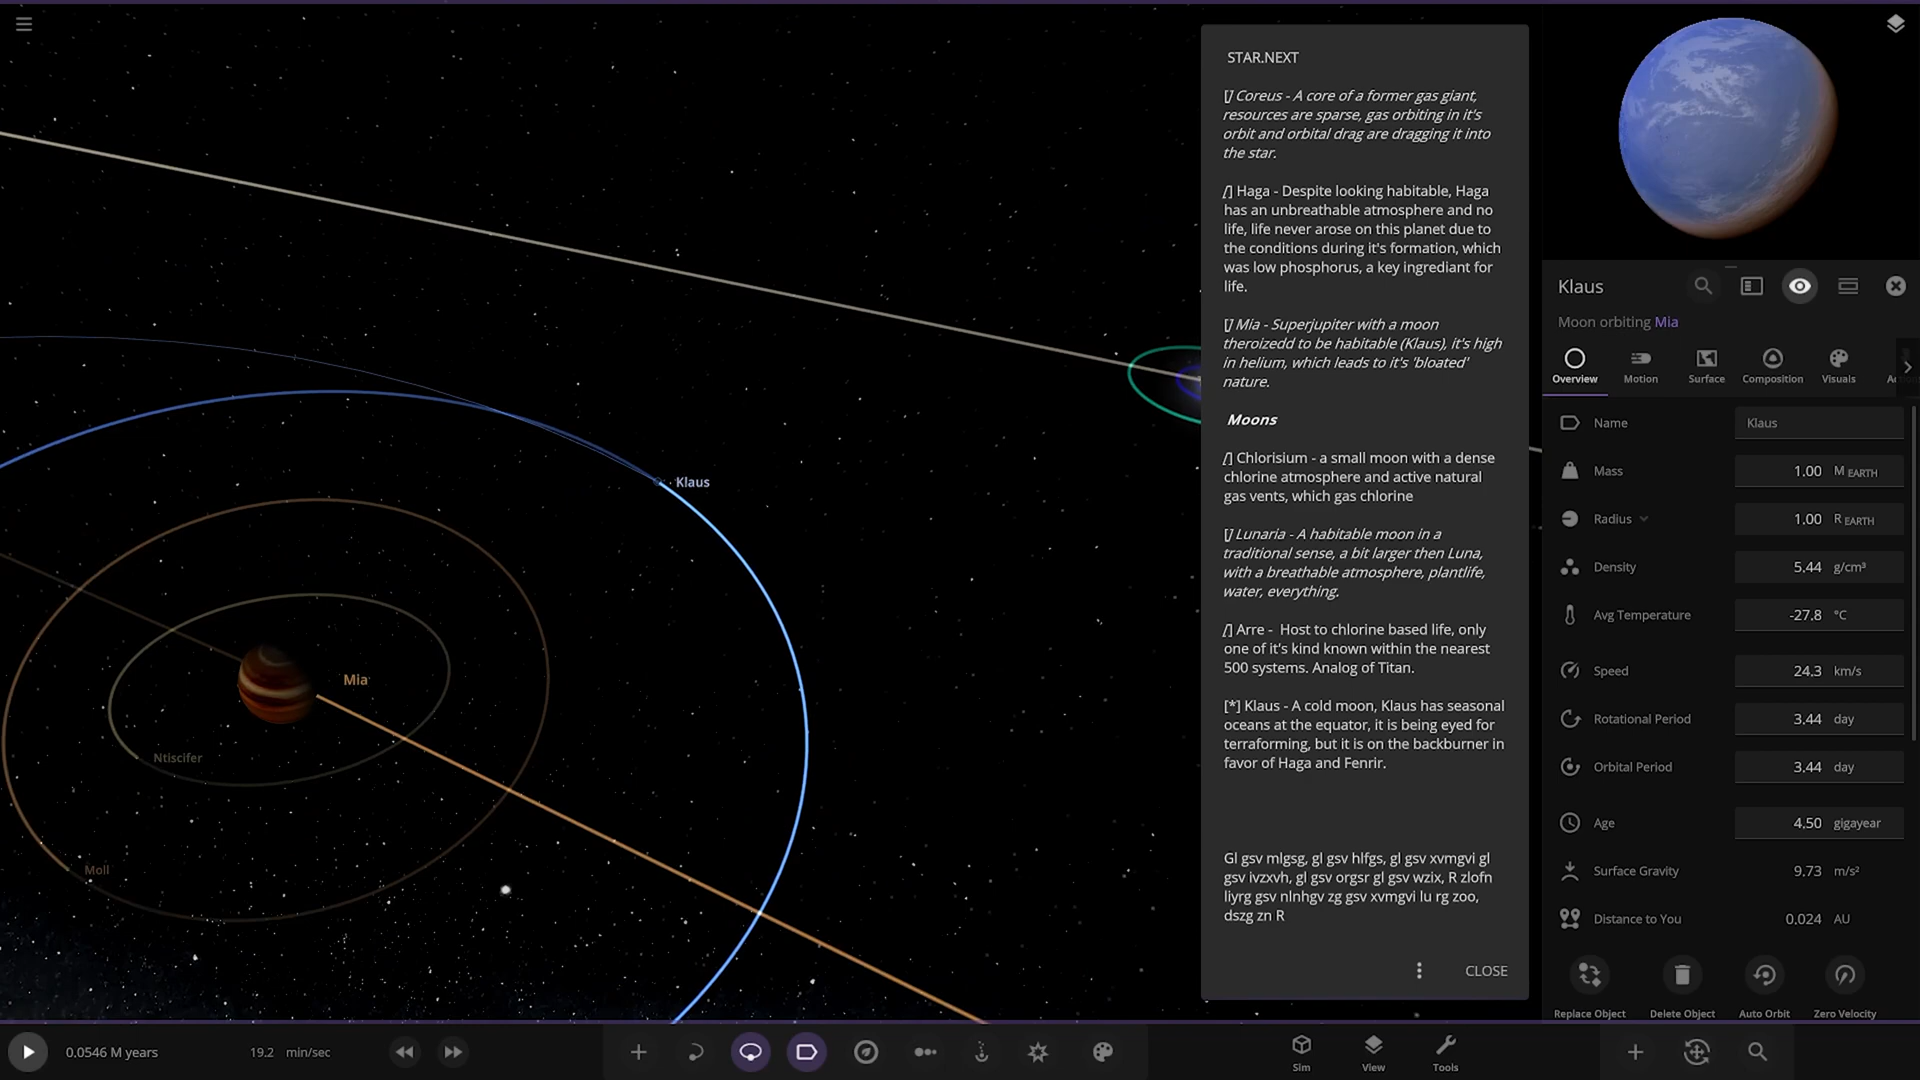 STAR.NEXT
[/] Coreus - A core of a former gas giant,
resources are sparse, gas orbiting in it's
orbit and orbital drag are dragging it into
the star.
[/] Haga - Despite looking habitable, Haga
has an unbreathable atmosphere and no
life, life never arose on this planet due to
the conditions during it's formation, which
was low phosphorus, a key ingrediant for
life.
[/] Mia - Superjupiter with a moon
theroizedd to be habitable (Klaus), it's high
in helium, which leads to it's 'bloated'
nature.
Moons
[/] Chlorisium - a small moon with a dense
chlorine atmosphere and active natural
gas vents, which gas chlorine
[/] Lunaria - A habitable moon in a
traditional sense, a bit larger then Luna,
with a breathable atmosphere, plantlife,
water, everything.
[/] Arre - Host to chlorine based life, only
one of it's kind known within the nearest
500 systems. Analog of Titan.
[*] Klaus - A cold moon, Klaus has seasonal
oceans at the equator, it is being eyed for
terraforming, but it is on the backburner in
favor of Haga and Fenrir.
Gl gsv mlgsg, gl gsv hlfgs, gl gsv xvmgvi gl
gsv ivzxvh, gl gsv orgsr gl gsv wzix, R zlofn
liyrg gsv nlnhgv zg gsv xvmgvi lu rg zoo,
dszg zn R
CLOSE
Klaus
Mia
Ntiscifer
Moll
Klaus
Moon orbiting Mia
Overview Motion Surface Composition Visuals
Name Klaus
Mass 1.00 M EARTH
Radius 1.00 R EARTH
Density 5.44 g/cm³
Avg Temperature -27.8 °C
Speed 24.3 km/s
Rotational Period 3.44 day
Orbital Period 3.44 day
Age 4.50 gigayear
Surface Gravity 9.73 m/s²
Distance to You 0.024 AU
Replace Object Delete Object Auto Orbit Zero Velocity
0.0546 M years 19.2 min/sec
Sim View Tools